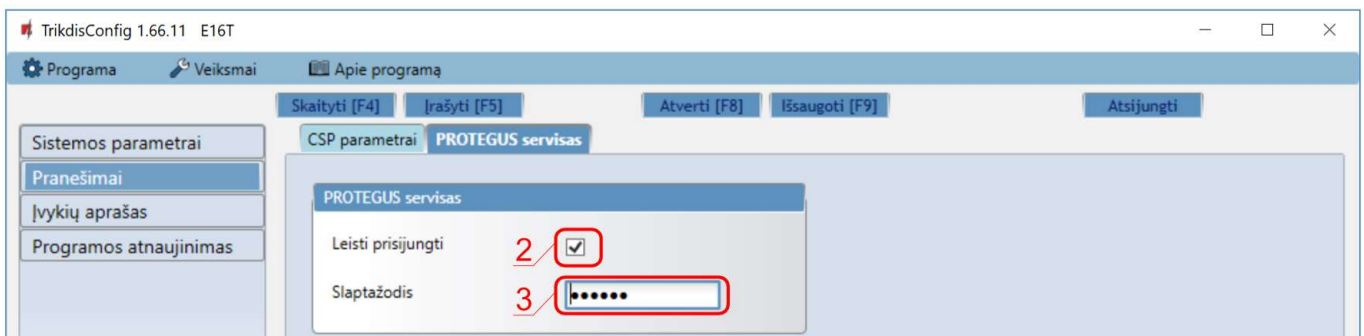 TrikdisConfig 1.66.11 E16T
Programa Veiksmai Apie programą
Skaityti [F4] Įrašyti [F5] Atverti [F8] Išsaugoti [F9] Atsijungti
Sistemos parametrai
Pranešimai
Įvykių aprašas
Programos atnaujinimas
CSP parametrai PROTEGUS servisas
PROTEGUS servisas
Leisti prisijungti 2
Slaptažodis 3 ••••••